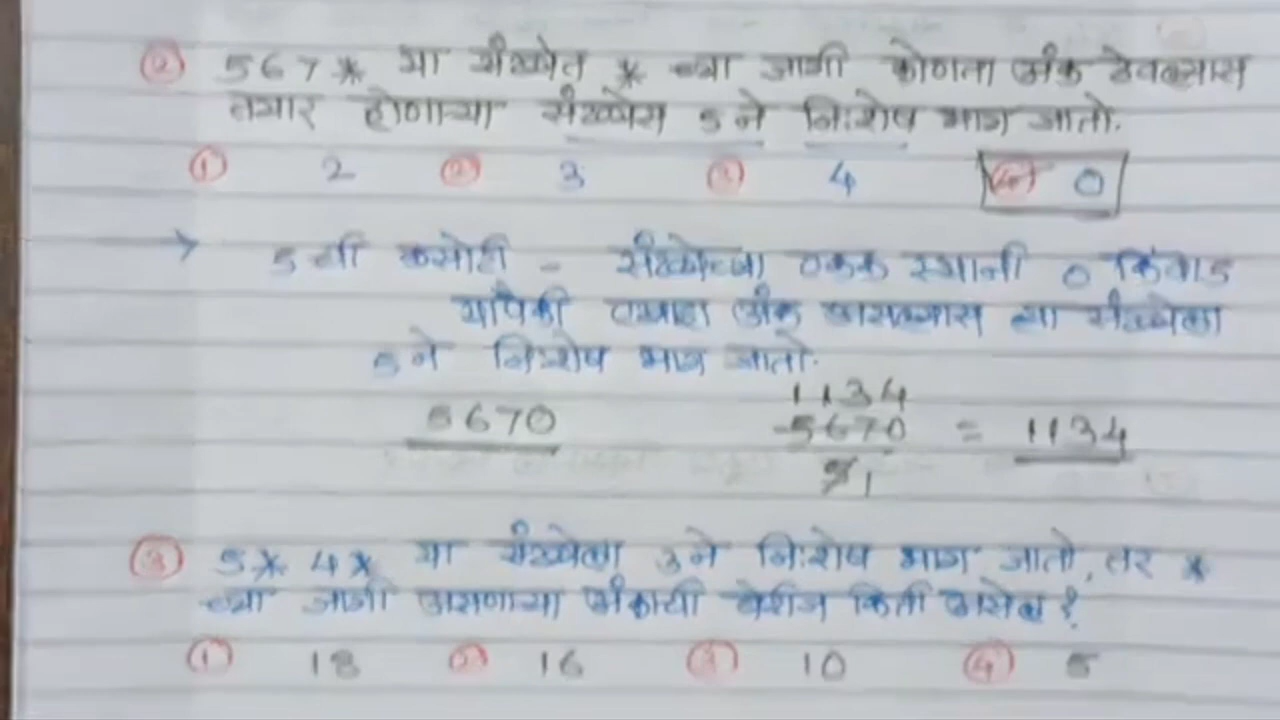 ② 567* या संख्येत * च्या जागी कोणता अंक ठेवल्यास
तयार होणाऱ्या संख्येस 5 ने नि:शेष भाग जातो.
① 2 ② 3 ③ 4 ④ 0
→ 5 ची कसोटी - संख्येच्या एकक स्थानी 0 किंवा 5
यापैकी एखादा अंक असल्यास त्या संख्येला
5 ने नि:शेष भाग जातो.
1134
5670 5670 = 1134
5 1
③ 5* 4* या संख्येला 3 ने नि:शेष भाग जातो, तर *
च्या जागी असणाऱ्या अंकाची बेरीज किती असेल?
① 18 ② 16 ③ 10 ④ 5